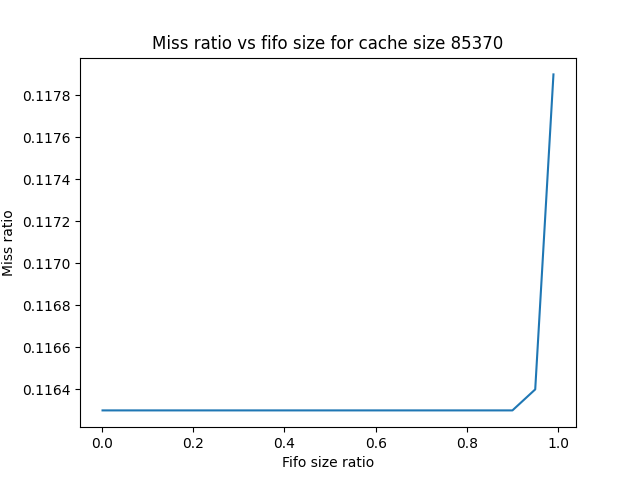 Miss ratio vs fifo size for cache size 85370
0.1178
0.1176
0.1174
0.1172
0.1170
0.1168
0.1166
0.1164
Miss ratio
0.0 0.2 0.4 0.6 0.8 1.0
Fifo size ratio